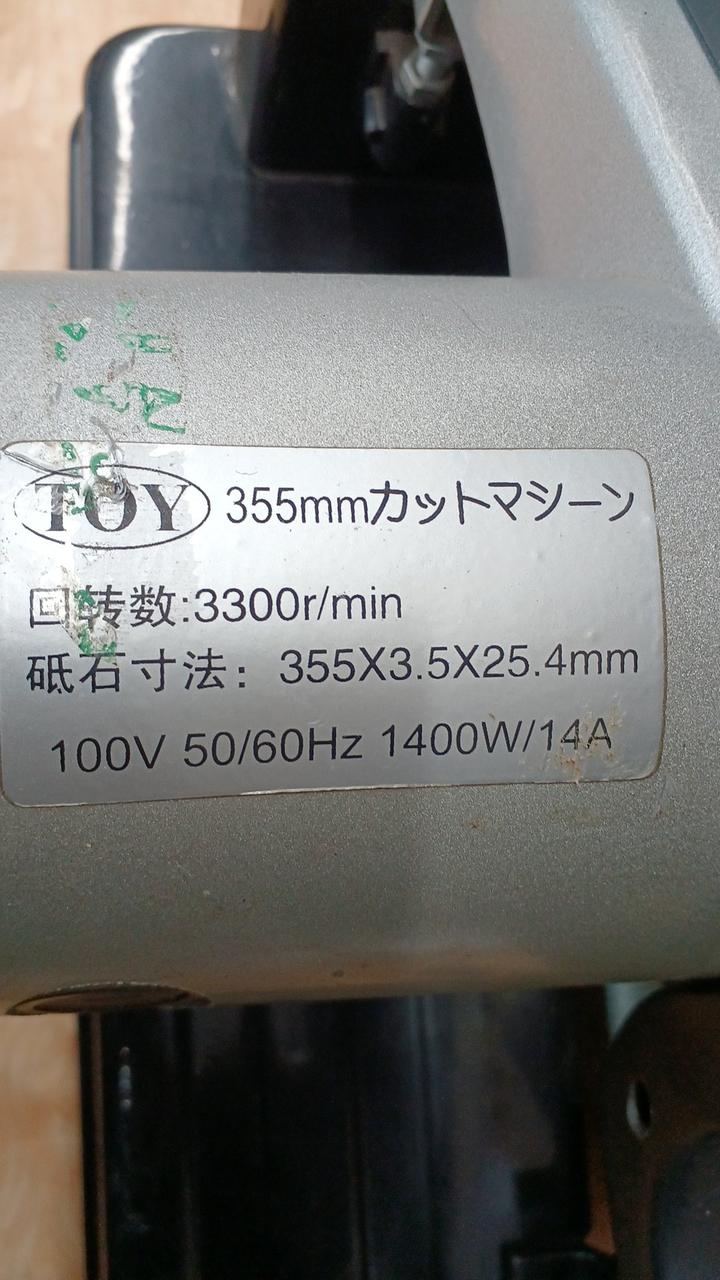 TOY 355mmカットマシーン
回转数:3300r/min
砥石寸法：355X3.5X25.4mm
100V 50/60Hz 1400W/14A